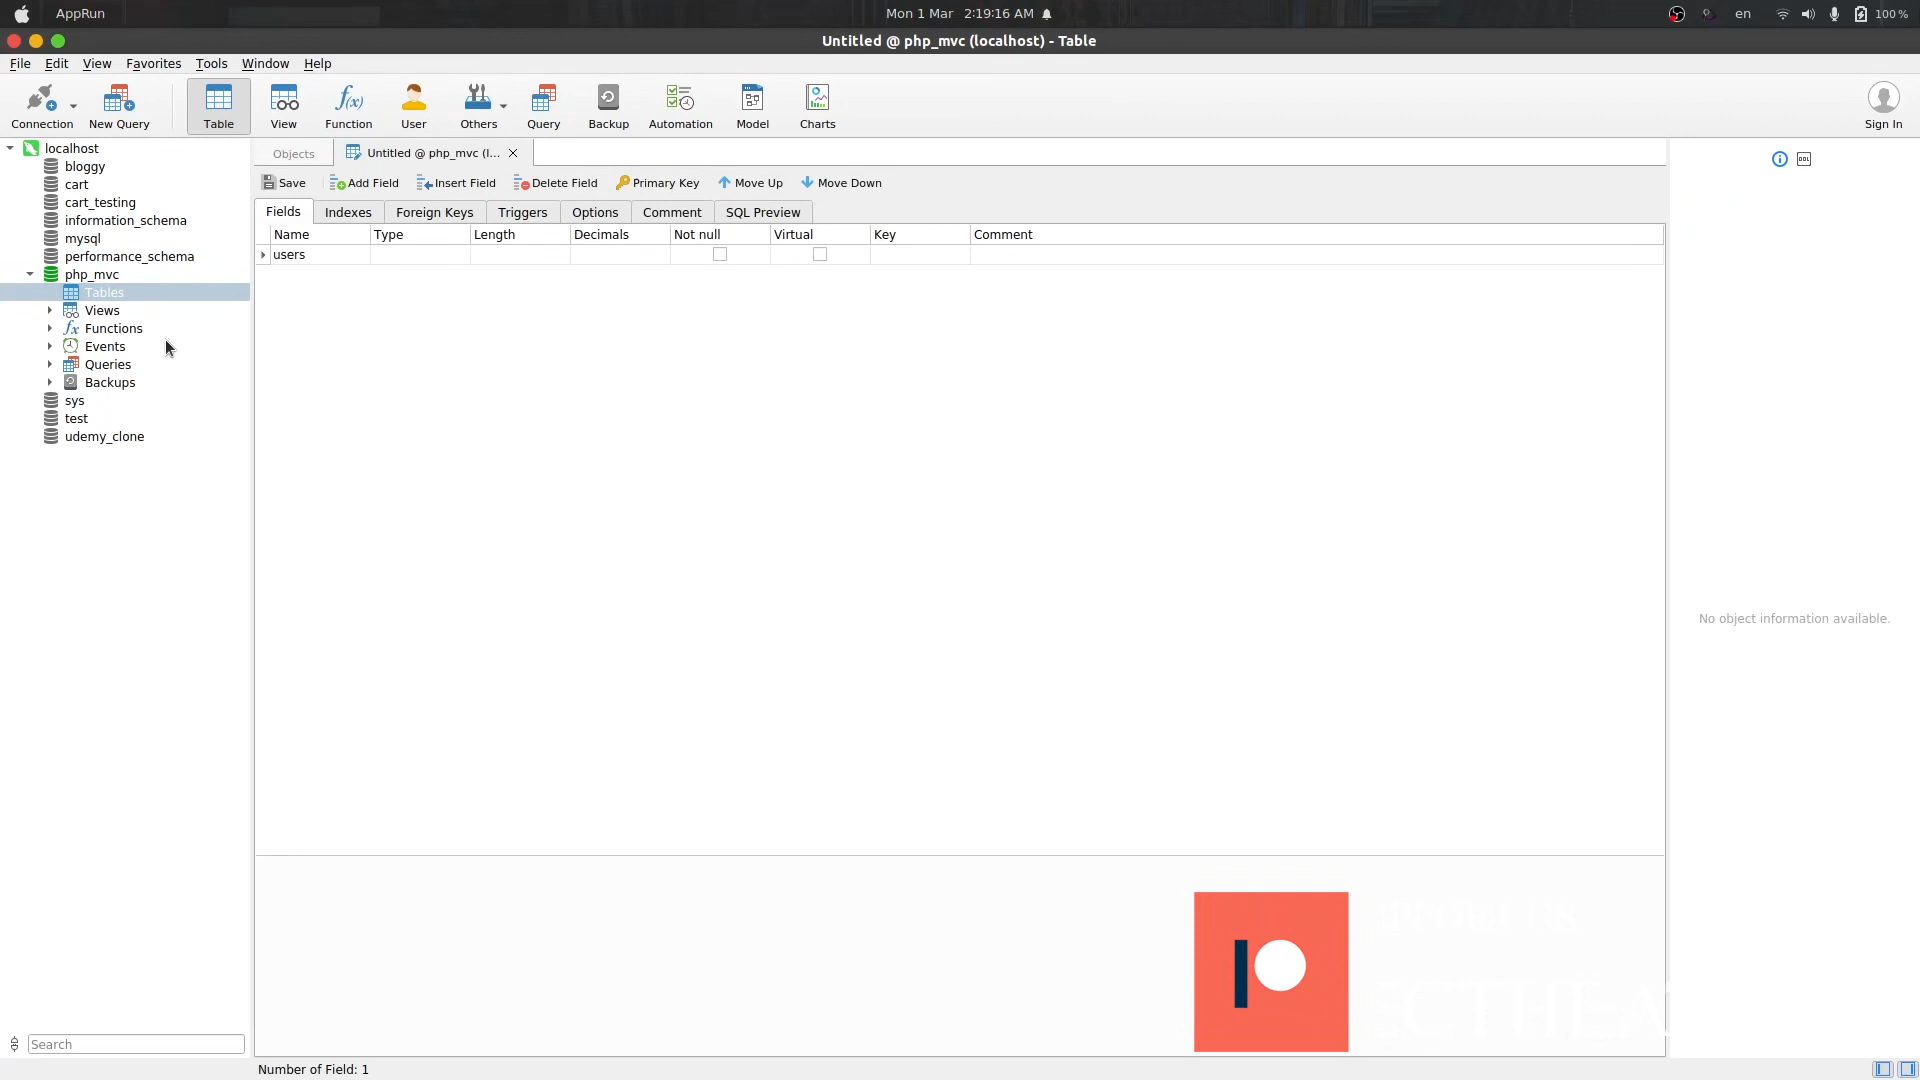 AppRun
Mon 1 Mar 2:19:16 AM
en
100 %
Untitled @ php_mvc (localhost) - Table
File Edit View Favorites Tools Window Help
Connection New Query Table View Function User Others Query Backup Automation Model Charts Sign In
localhost
bloggy
cart
cart_testing
information_schema
mysql
performance_schema
php_mvc
Tables
Views
Functions
Events
Queries
Backups
sys
test
udemy_clone
Search
Objects Untitled @ php_mvc (l...
Save Add Field Insert Field Delete Field Primary Key Move Up Move Down
Fields Indexes Foreign Keys Triggers Options Comment SQL Preview
Name Type Length Decimals Not null Virtual Key Comment
users
No object information available.
Number of Field: 1